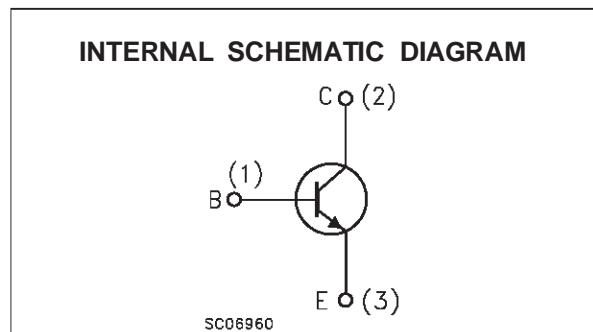 INTERNAL SCHEMATIC DIAGRAM
C (2)
(1)
B
E (3)
SC06960